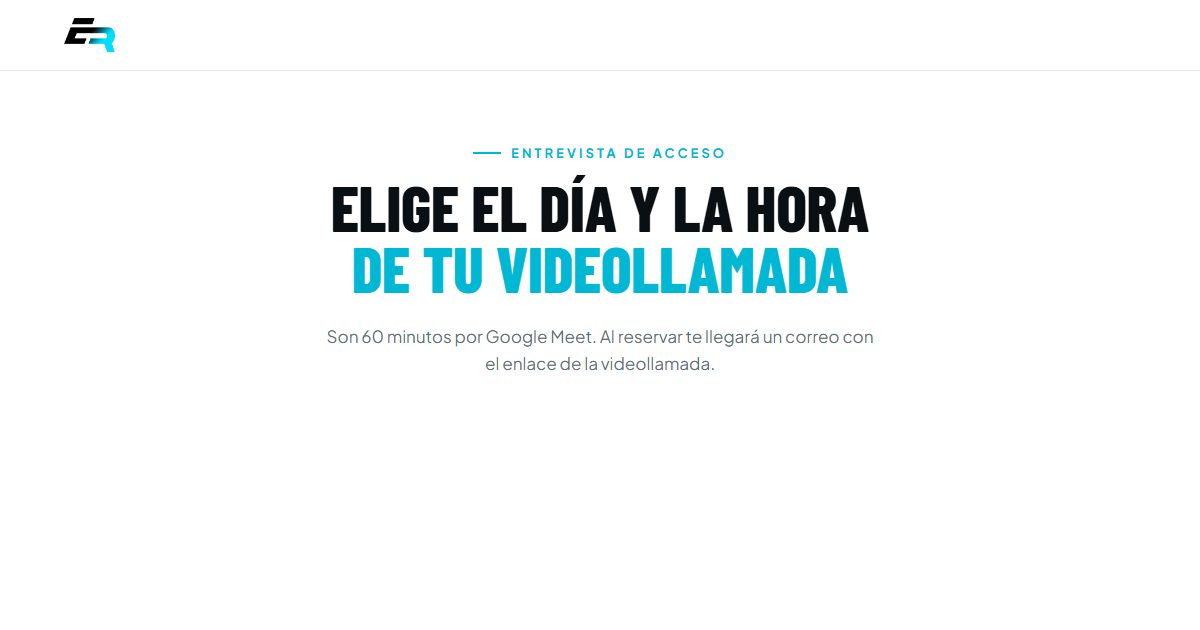 ER
ENTREVISTA DE ACCESO
ELIGE EL DÍA Y LA HORA
DE TU VIDEOLLAMADA
Son 60 minutos por Google Meet. Al reservar te llegará un correo con
el enlace de la videollamada.